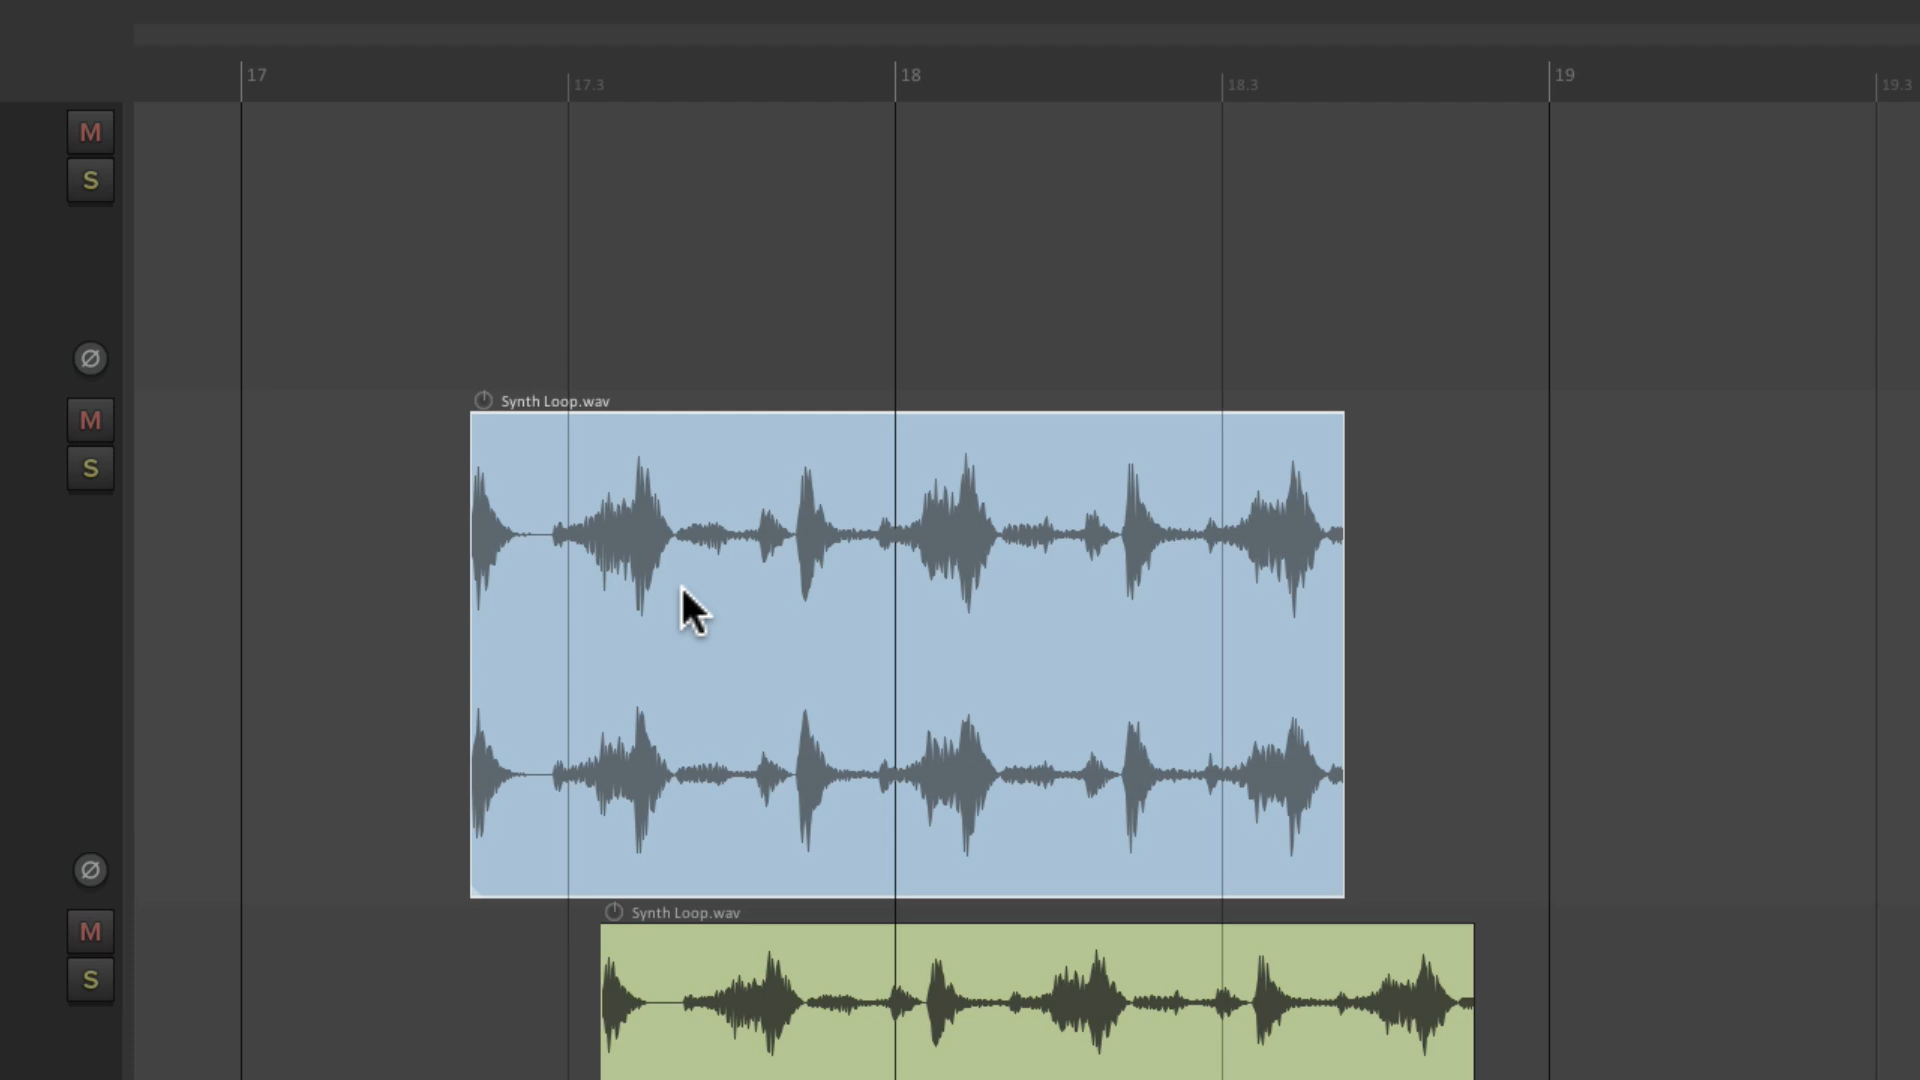 17
17.3
18
18.3
19
19.3
M
S
Ø
Synth Loop.wav
M
S
Ø
Synth Loop.wav
M
S